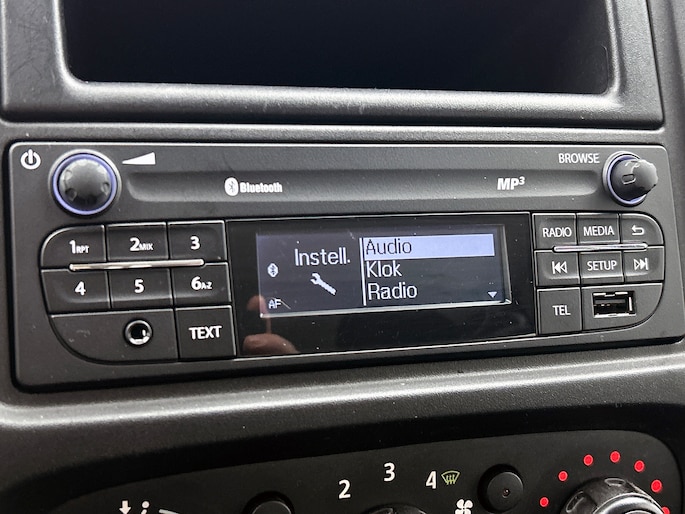 BROWSE
Bluetooth
MP3
1RPT
2MIX
3
RADIO
MEDIA
Instell.
Audio
Klok
Radio
4
5
6A-Z
SETUP
AF
TEXT
TEL
2
3
4
i